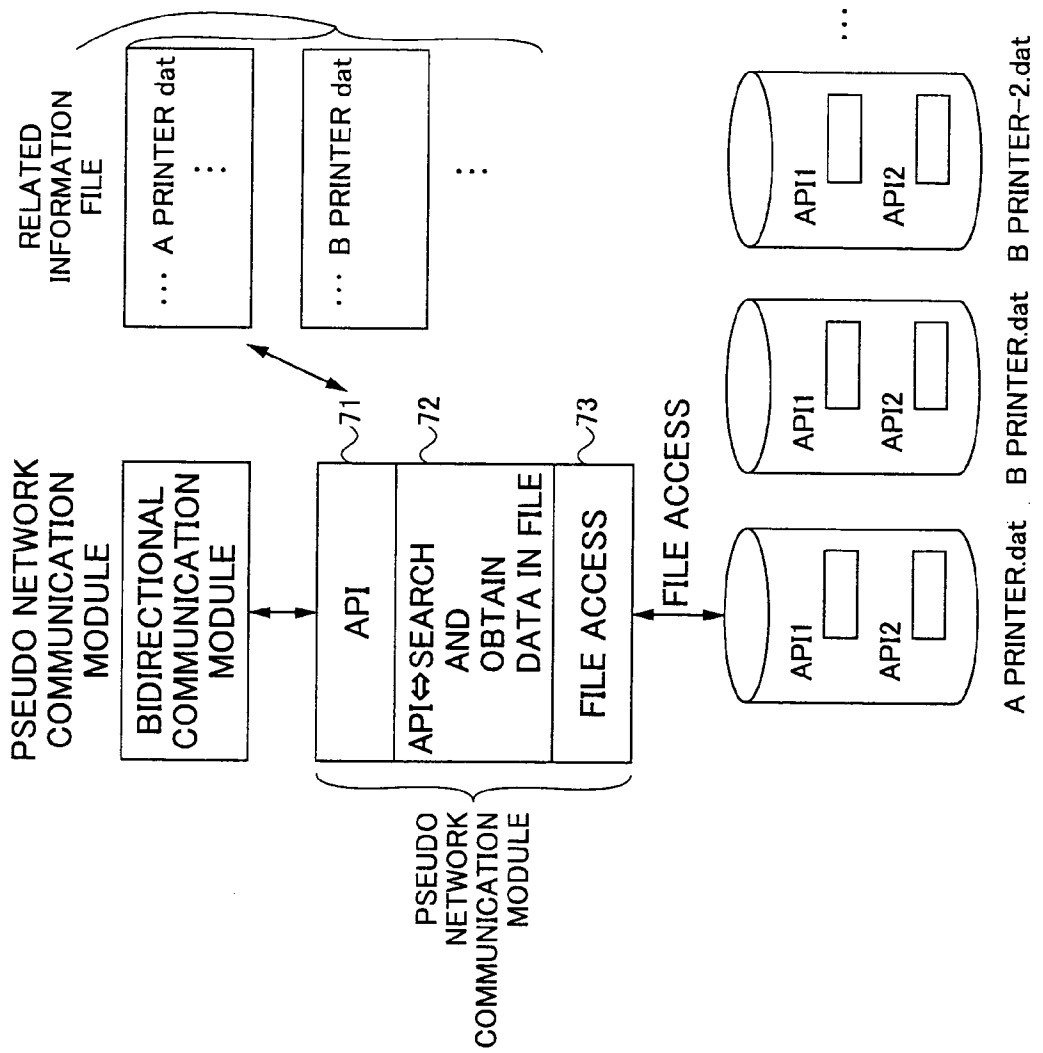 PSEUDO NETWORK
COMMUNICATION
MODULE
BIDIRECTIONAL
COMMUNICATION
MODULE
RELATED
INFORMATION
FILE
... A PRINTER dat
...
... B PRINTER dat
...
PSEUDO
NETWORK
COMMUNICATION
MODULE
API
71
API⇔SEARCH
AND
OBTAIN
DATA IN FILE
72
FILE ACCESS
73
FILE ACCESS
API1
API2
A PRINTER.dat
API1
API2
B PRINTER.dat
API1
API2
B PRINTER-2.dat
...